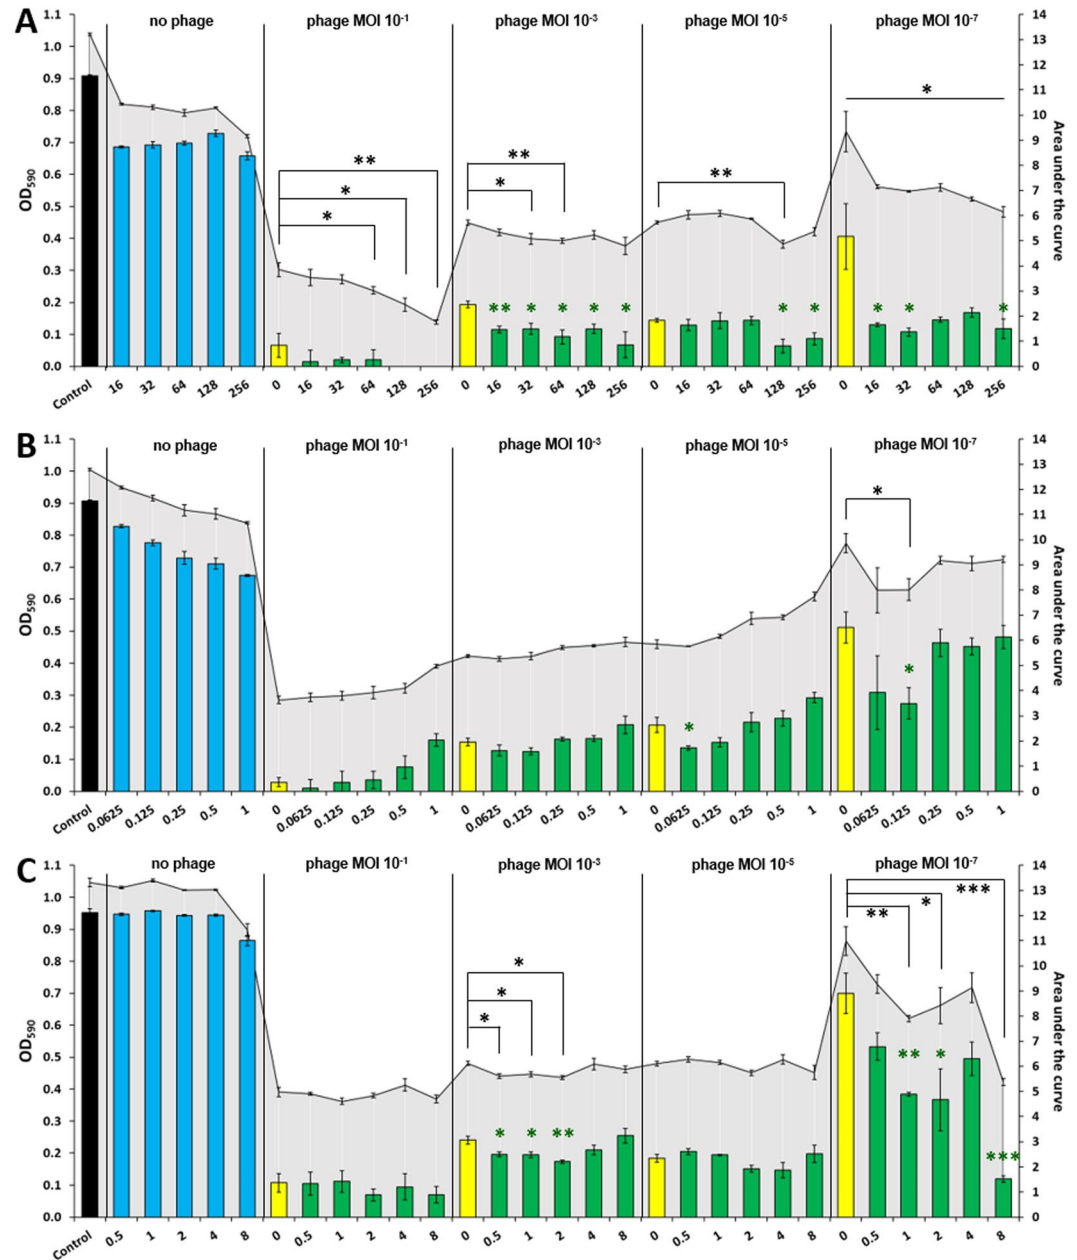 A
no phage phage MOI 10⁻¹ phage MOI 10⁻³ phage MOI 10⁻⁵ phage MOI 10⁻⁷
1.1 14
1.0 13
0.9 12
0.8 11
0.7 10
0.6 9
0.5 8
0.4 7
0.3 6
0.2 5
0.1 4
0.0 3
2
1
0
OD₅₉₀
Area under the curve
** * *
** *
**
*
** * * * *
* *
* * *
Control 16 32 64 128 256 0 16 32 64 128 256 0 16 32 64 128 256 0 16 32 64 128 256 0 16 32 64 128 256
B
no phage phage MOI 10⁻¹ phage MOI 10⁻³ phage MOI 10⁻⁵ phage MOI 10⁻⁷
1.1 14
1.0 13
0.9 12
0.8 11
0.7 10
0.6 9
0.5 8
0.4 7
0.3 6
0.2 5
0.1 4
0.0 3
2
1
0
OD₅₉₀
Area under the curve
*
*
*
Control 0.0625 0.125 0.25 0.5 1 0 0.0625 0.125 0.25 0.5 1 0 0.0625 0.125 0.25 0.5 1 0 0.0625 0.125 0.25 0.5 1 0 0.0625 0.125 0.25 0.5 1
C
no phage phage MOI 10⁻¹ phage MOI 10⁻³ phage MOI 10⁻⁵ phage MOI 10⁻⁷
1.1 14
1.0 13
0.9 12
0.8 11
0.7 10
0.6 9
0.5 8
0.4 7
0.3 6
0.2 5
0.1 4
0.0 3
2
1
0
OD₅₉₀
Area under the curve
* * *
*** * **
* * **
** * ***
Control 0.5 1 2 4 8 0 0.5 1 2 4 8 0 0.5 1 2 4 8 0 0.5 1 2 4 8 0 0.5 1 2 4 8